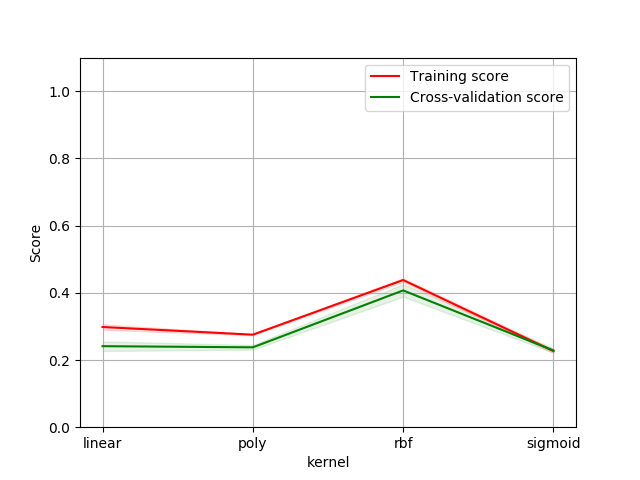 Training score
Cross-validation score
1.0
0.8
0.6
0.4
0.2
0.0
Score
linear poly rbf sigmoid
kernel